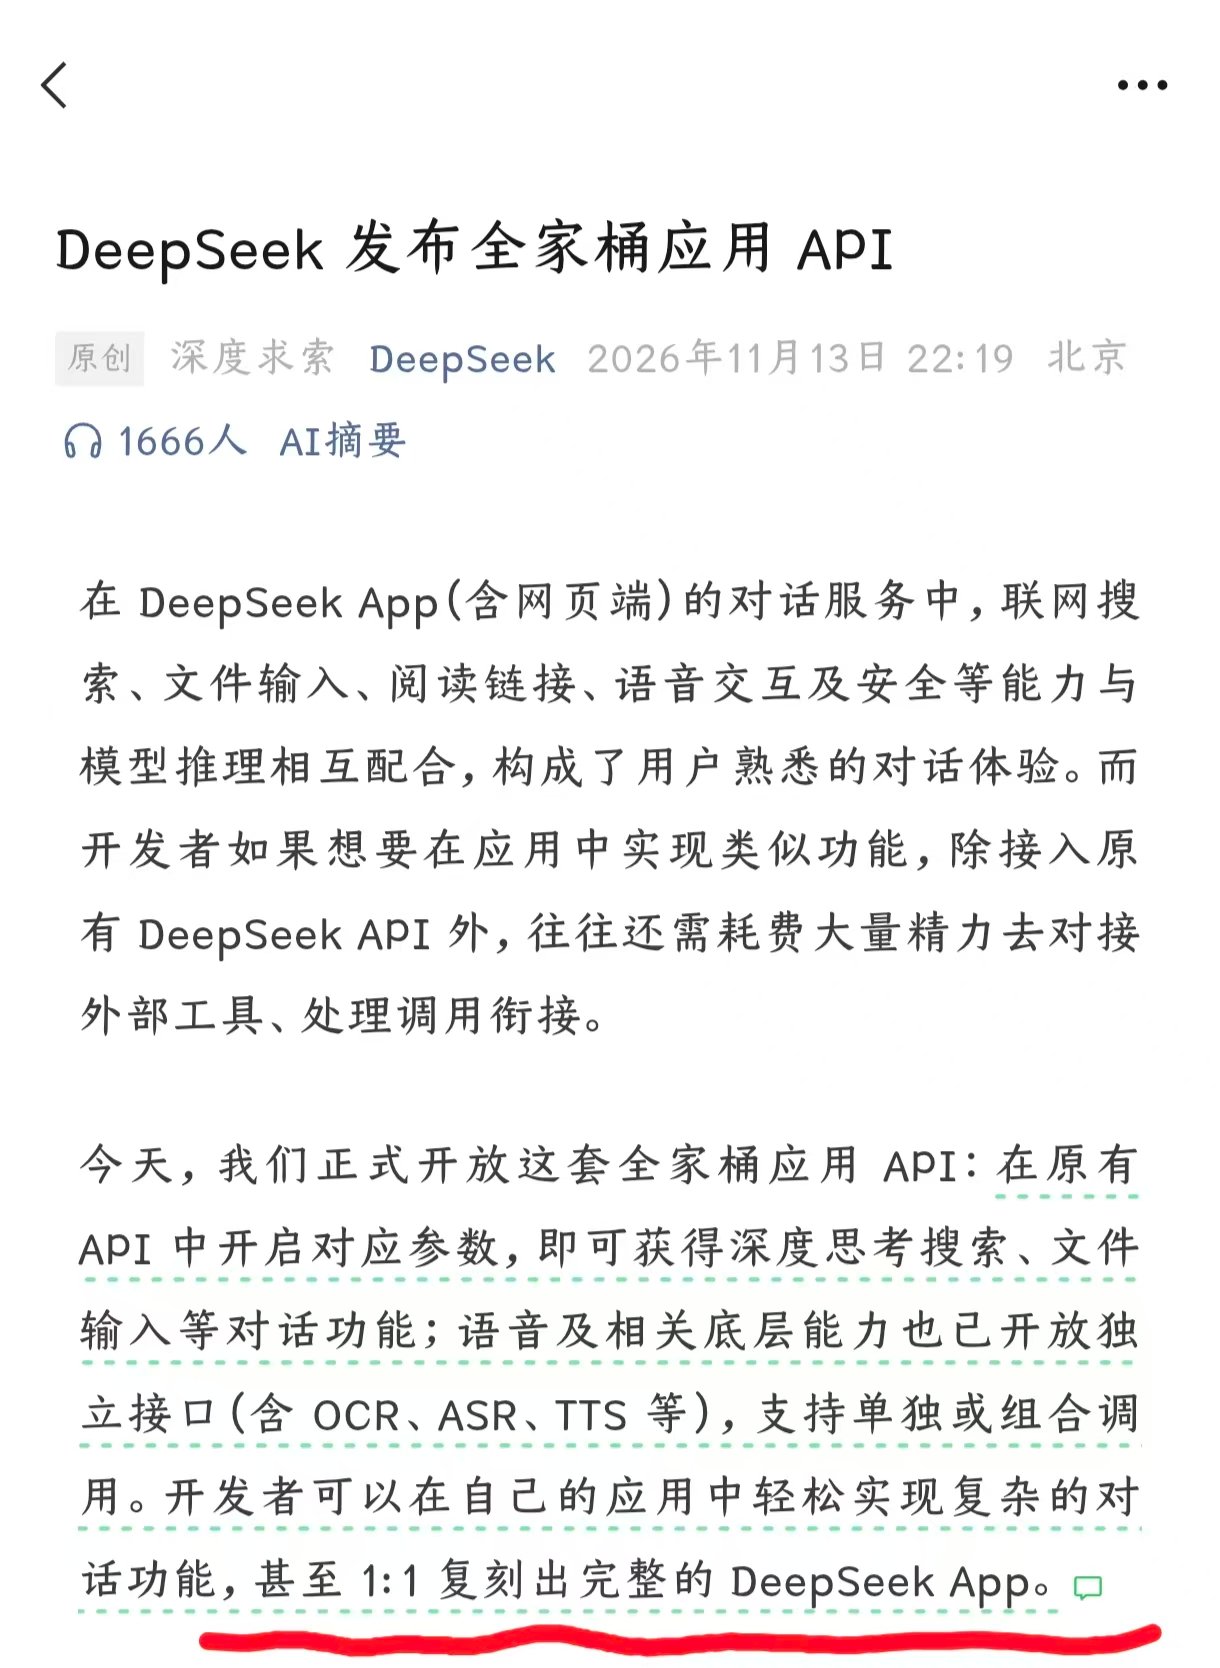 DeepSeek 发布全家桶应用 API
原创 深度求索 DeepSeek 2026年11月13日 22:19 北京
1666人 AI摘要
在 DeepSeek App(含网页端)的对话服务中,联网搜
索、文件输入、阅读链接、语音交互及安全等能力与
模型推理相互配合,构成了用户熟悉的对话体验。而
开发者如果想要在应用中实现类似功能,除接入原
有 DeepSeek API 外,往往还需耗费大量精力去对接
外部工具、处理调用衔接。
今天,我们正式开放这套全家桶应用 API:在原有
API 中开启对应参数,即可获得深度思考搜索、文件
输入等对话功能;语音及相关底层能力也已开放独
立接口(含 OCR、ASR、TTS 等),支持单独或组合调
用。开发者可以在自己的应用中轻松实现复杂的对
话功能,甚至 1:1 复刻出完整的 DeepSeek App。